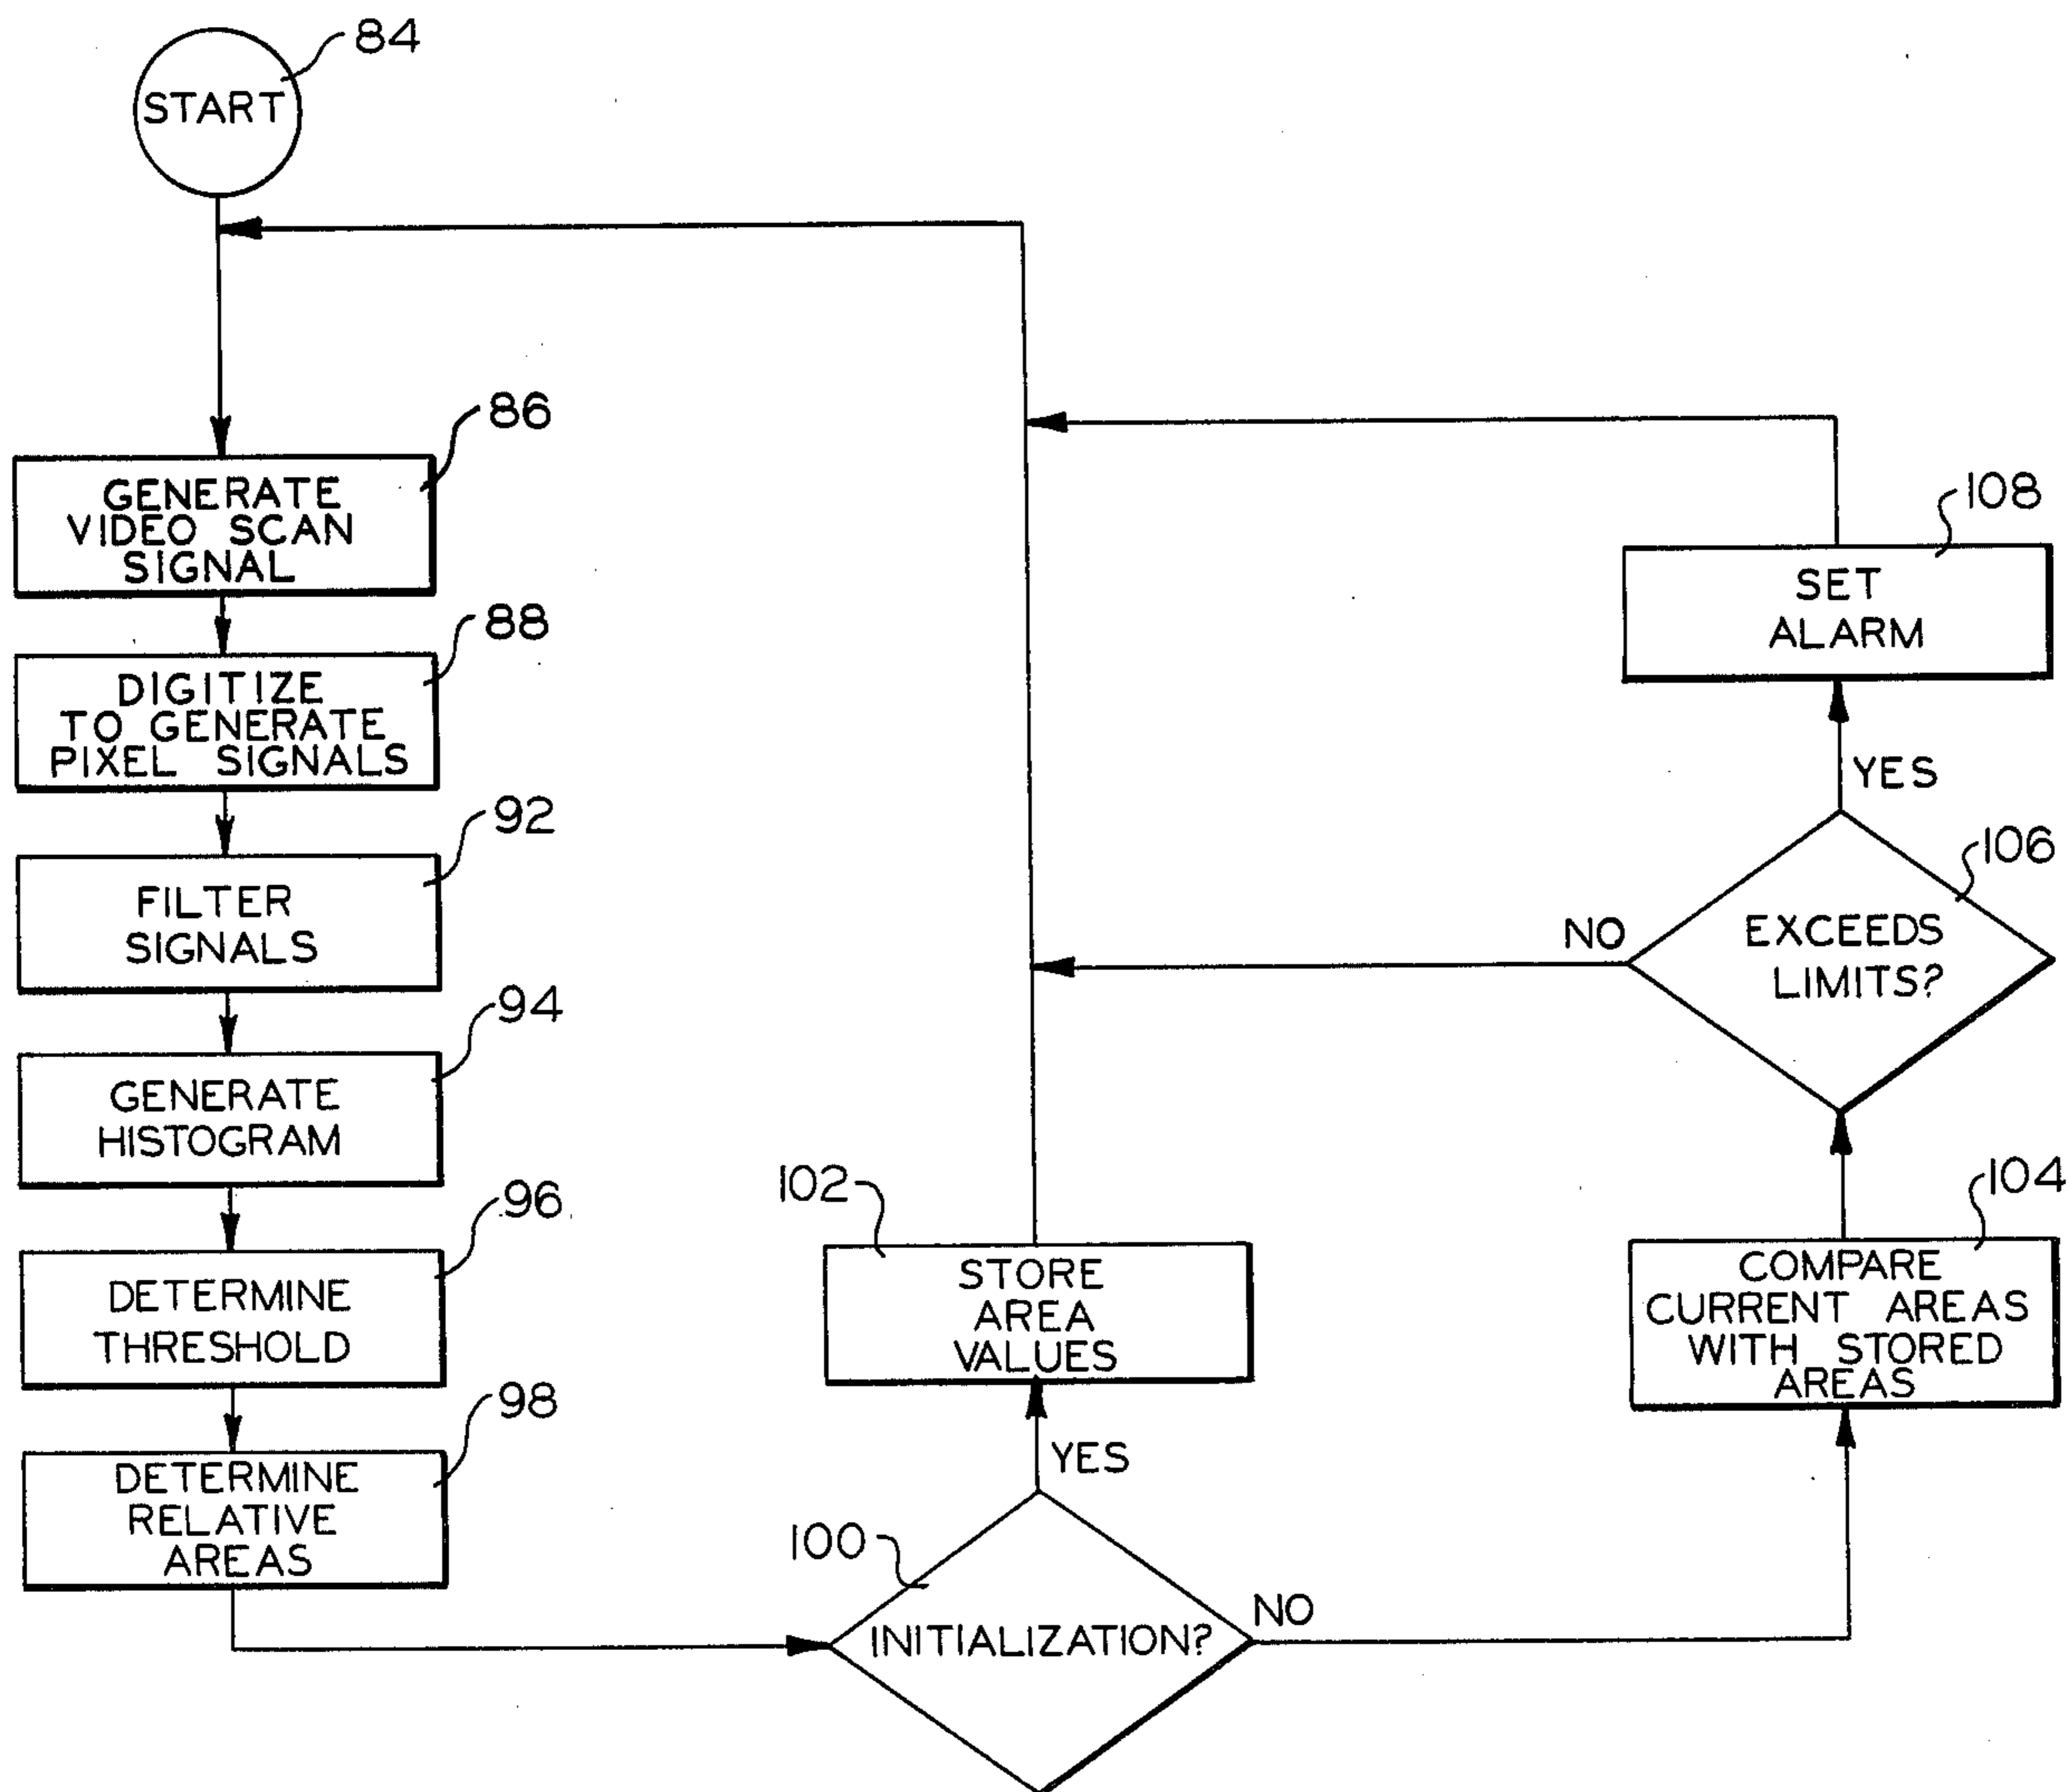 START
84
GENERATE
VIDEO SCAN
SIGNAL
86
DIGITIZE
TO GENERATE
PIXEL SIGNALS
88
FILTER
SIGNALS
92
GENERATE
HISTOGRAM
94
DETERMINE
THRESHOLD
96
DETERMINE
RELATIVE
AREAS
98
INITIALIZATION?
100
YES
NO
STORE
AREA
VALUES
102
COMPARE
CURRENT AREAS
WITH STORED
AREAS
104
EXCEEDS
LIMITS?
106
NO
YES
SET
ALARM
108